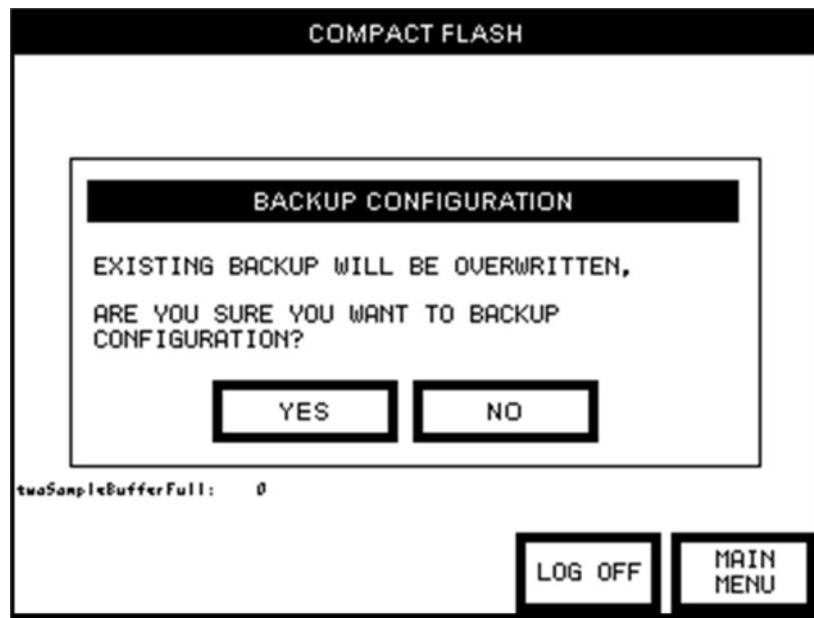 COMPACT FLASH
BACKUP CONFIGURATION
EXISTING BACKUP WILL BE OVERWRITTEN,
ARE YOU SURE YOU WANT TO BACKUP
CONFIGURATION?
YES NO
twoSampleBufferFull: 0
LOG OFF
MAIN
MENU